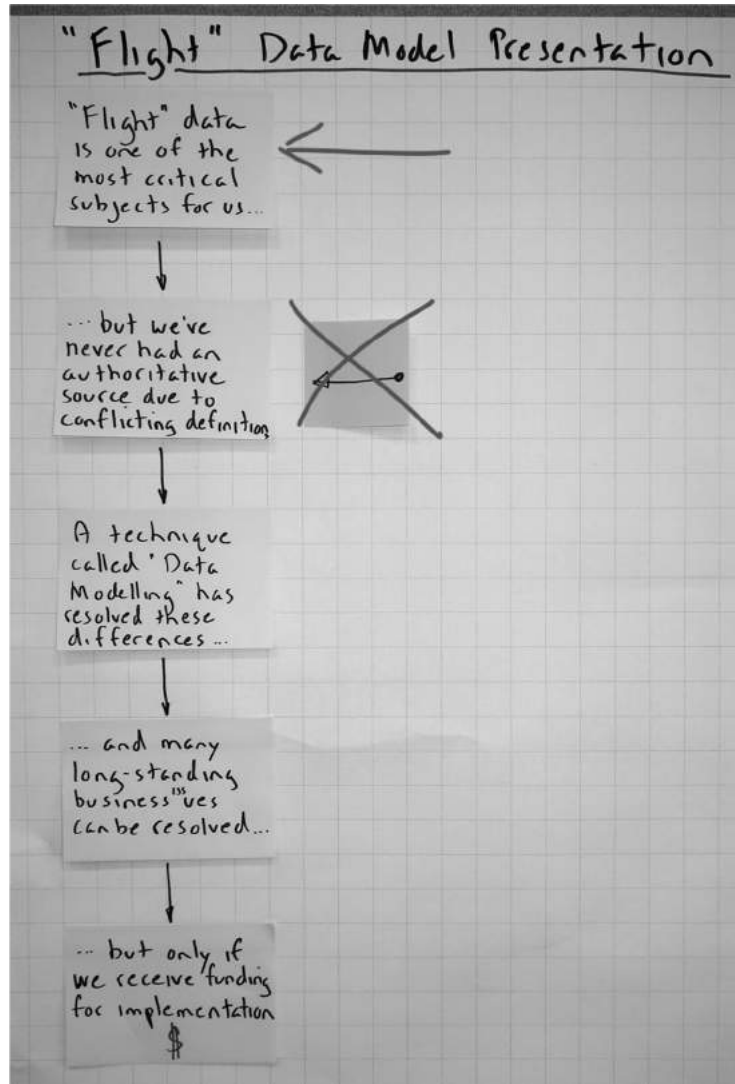 "Flight" Data Model Presentation
"Flight" data
is one of the
most critical
subjects for us...
... but we've
never had an
authoritative
source due to
conflicting definition
A technique
called "Data
Modelling" has
resolved these
differences...
... and many
long-standing
business issues
can be resolved...
... but only if
we receive funding
for implementation
$